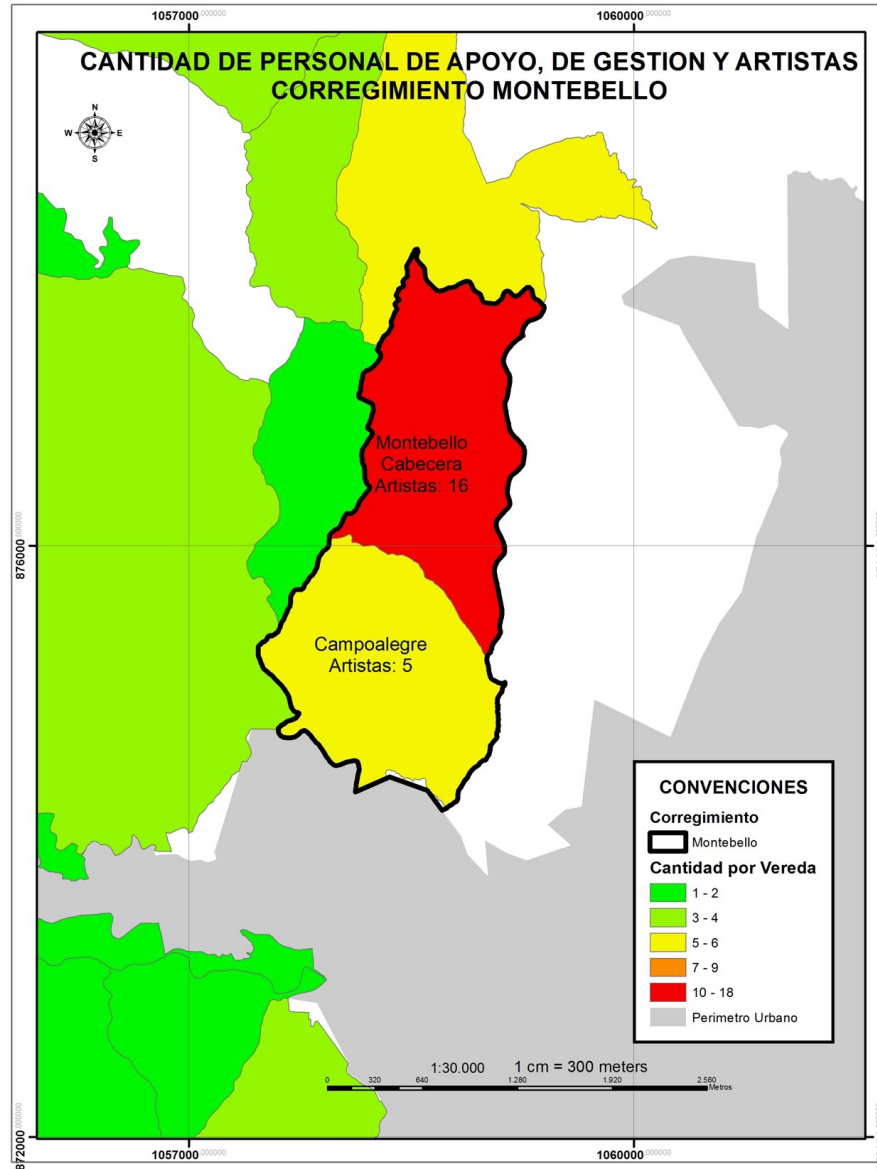 1057000.000000
1060000.000000
CANTIDAD DE PERSONAL DE APOYO, DE GESTION Y ARTISTAS
CORREGIMIENTO MONTEBELLO
N
W E
S
Montebello
Cabecera
Artistas: 16
876000.000000
Campoalegre
Artistas: 5
CONVENCIONES
Corregimiento
Montebello
Cantidad por Vereda
1 - 2
3 - 4
5 - 6
7 - 9
10 - 18
Perimetro Urbano
1:30.000 1 cm = 300 meters
0 320 640 1.280 1.920 2.560
Metros
872000.000000
1057000.000000
1060000.000000